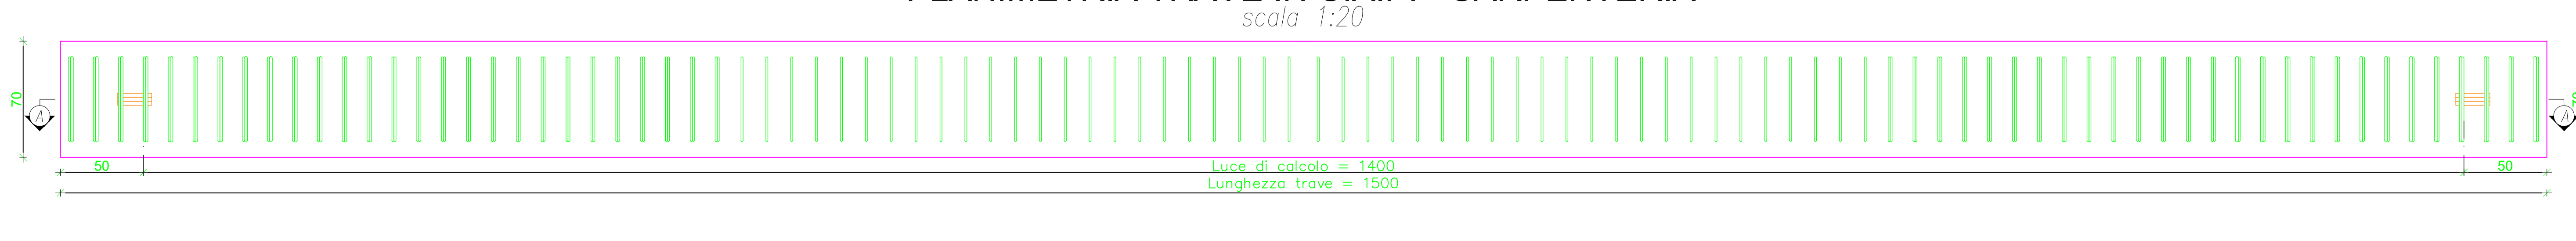 scala 1:20
70
A
A
50
Luce di calcolo = 1400
50
Lunghezza trave = 1500